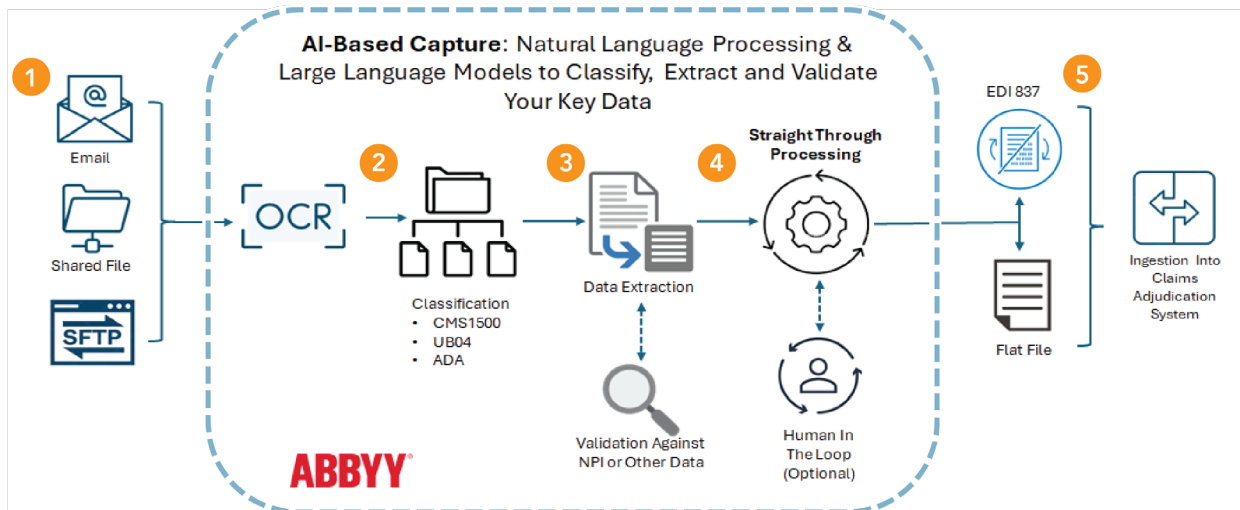 AI-Based Capture: Natural Language Processing &
Large Language Models to Classify, Extract and Validate
Your Key Data
1
Email
Shared File
SFTP
OCR
2
Classification
• CMS1500
• UB04
• ADA
3
Data Extraction
Validation Against
NPI or Other Data
4
Straight Through
Processing
Human In
The Loop
(Optional)
ABBYY®
EDI 837
Flat File
5
Ingestion Into
Claims
Adjudication
System